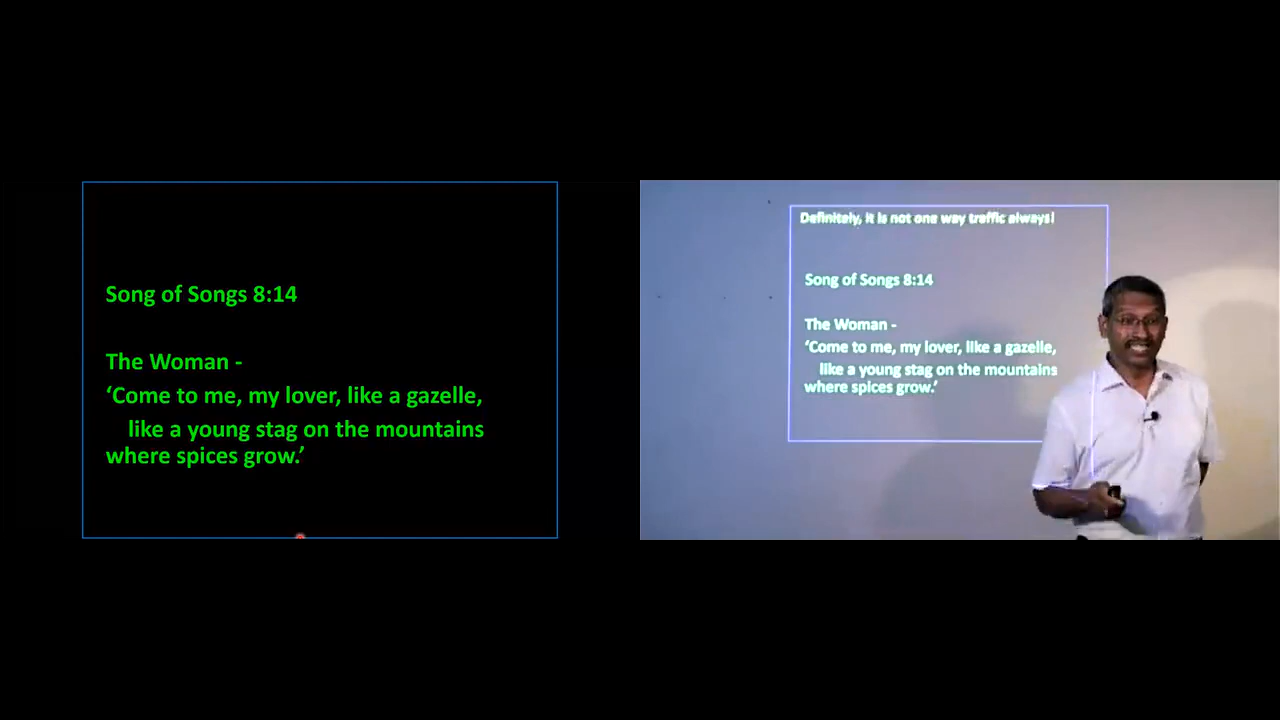 Song of Songs 8:14
The Woman -
‘Come to me, my lover, like a gazelle,
like a young stag on the mountains
where spices grow.’
Definitely, it is not one way traffic always!
Song of Songs 8:14
The Woman -
‘Come to me, my lover, like a gazelle,
like a young stag on the mountains
where spices grow.’